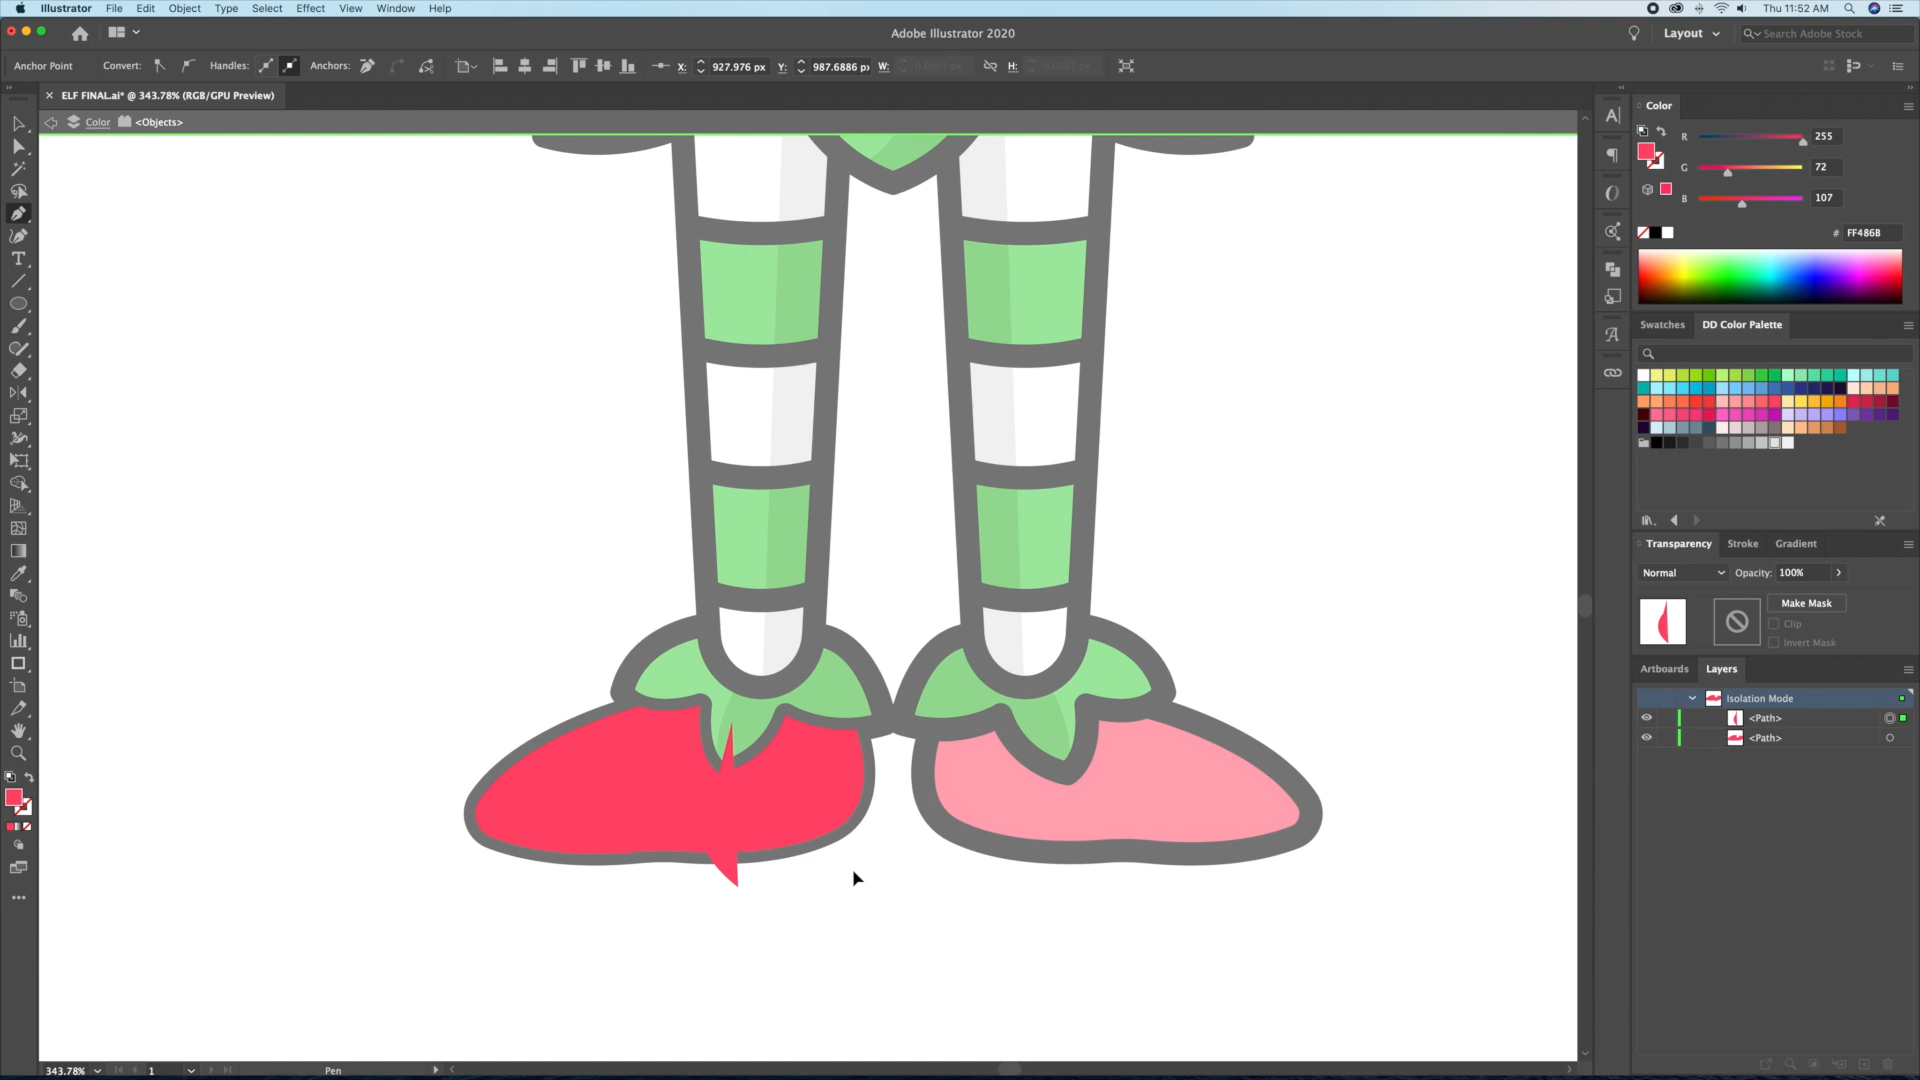 Illustrator File Edit Object Type Select Effect View Window Help Thu 11:52 AM
Adobe Illustrator 2020 Layout Search Adobe Stock
Anchor Point Convert: Handles: Anchors: X: 927.976 px Y: 987.6886 px W: H:
× ELF FINAL.ai* @ 343.78% (RGB/GPU Preview)
Color <Objects>
Color
R 255
G 72
B 107
# FF486B
Swatches DD Color Palette
Transparency Stroke Gradient
Normal Opacity: 100%
Make Mask
Clip
Invert Mask
Artboards Layers
Isolation Mode
<Path>
<Path>
343.78% 1 Pen